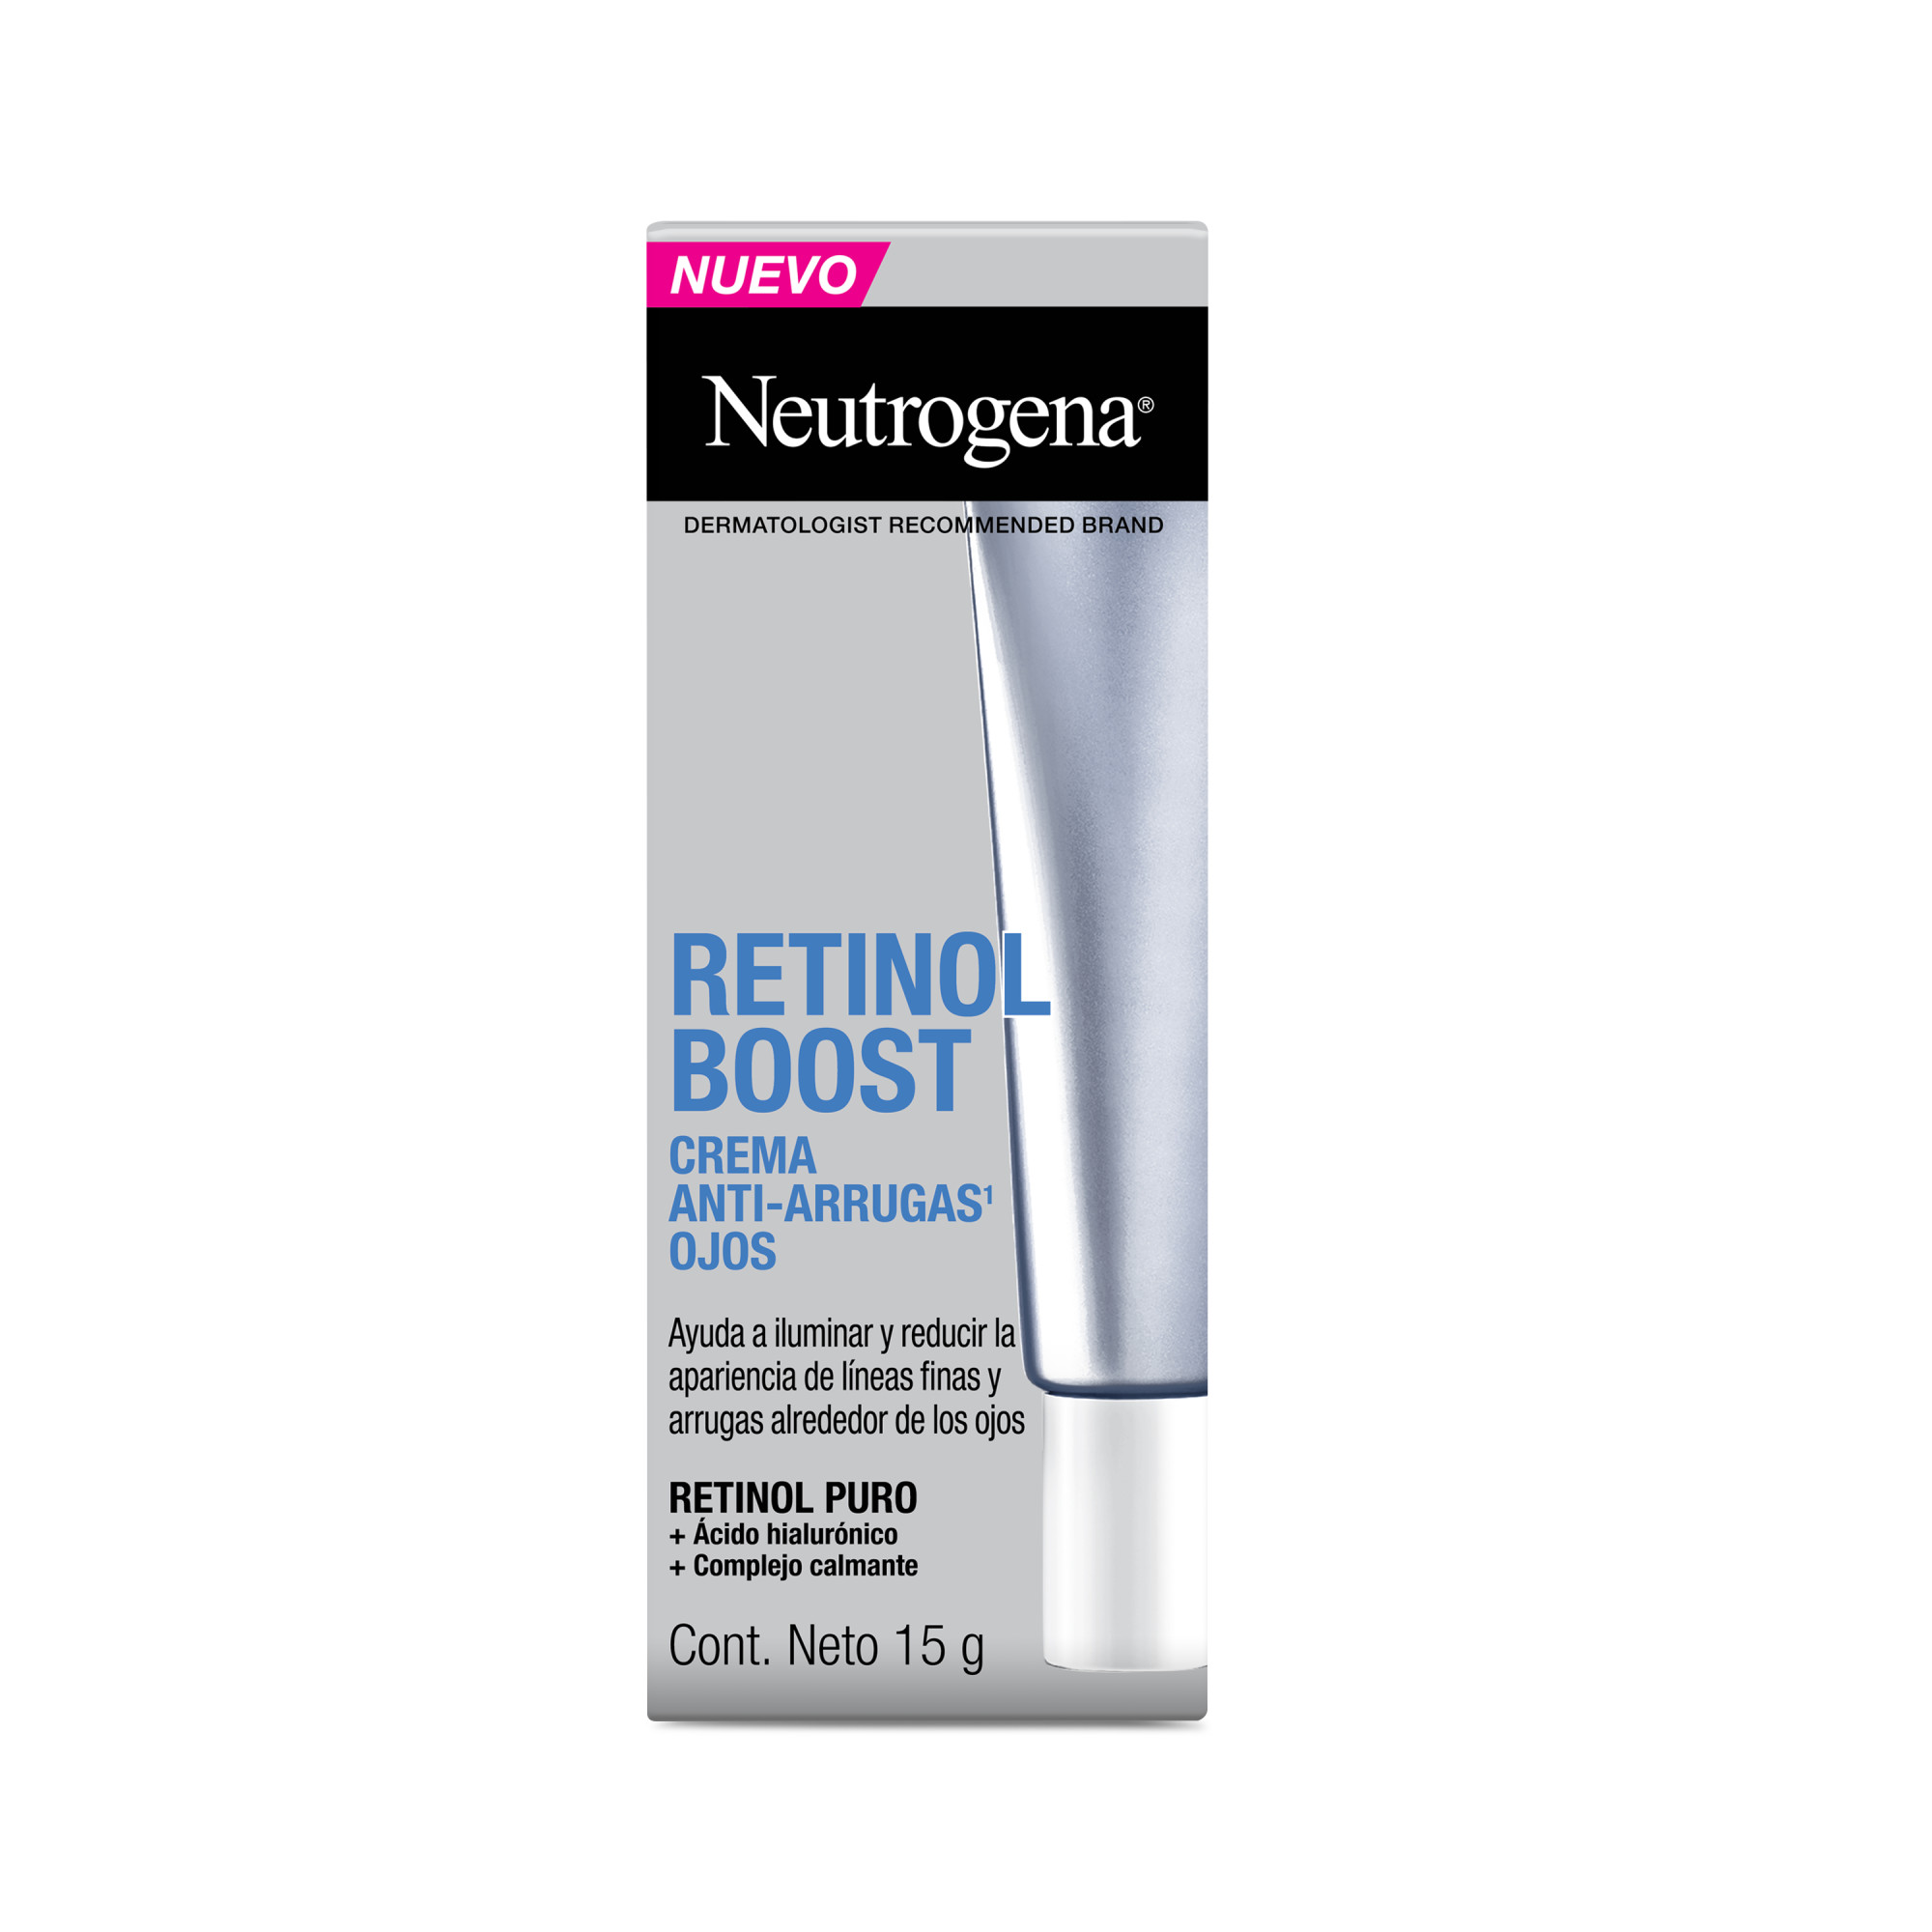 NUEVO
Neutrogena®
DERMATOLOGIST RECOMMENDED BRAND
RETINOL
BOOST
CREMA
ANTI-ARRUGAS¹
OJOS
Ayuda a iluminar y reducir la
apariencia de líneas finas y
arrugas alrededor de los ojos
RETINOL PURO
+ Ácido hialurónico
+ Complejo calmante
Cont. Neto 15 g